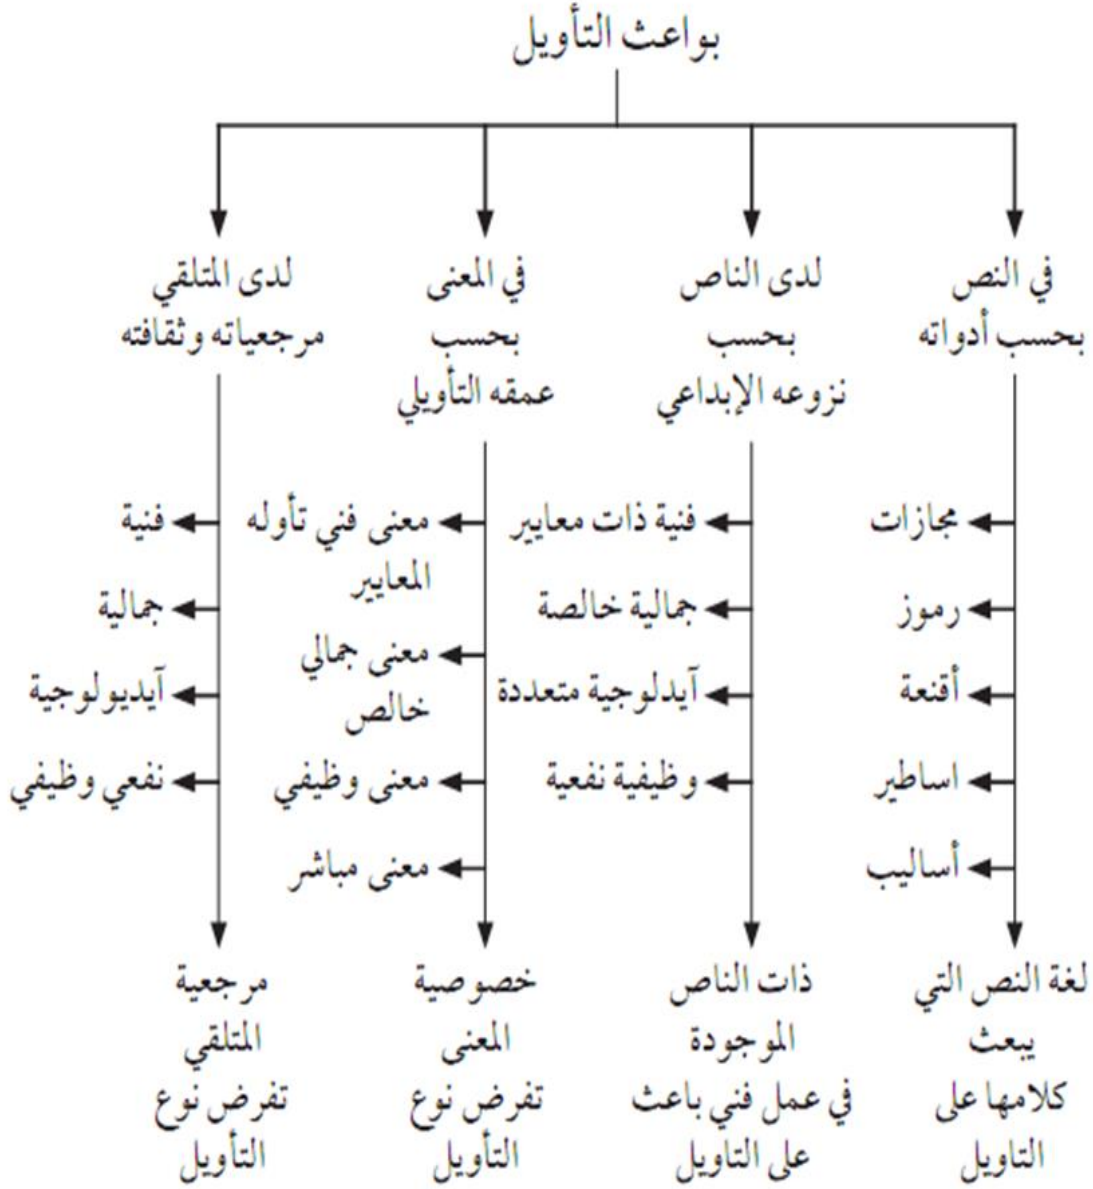 بواعث التأويل
في النص
بحسب أدواته
مجازات
رموز
أقنعة
اساطير
أساليب
لغة النص التي
يبعث
كلامها على
التاويل
لدى الناص
بحسب
نزوعه الإبداعي
فنية ذات معايير
جمالية خالصة
آيدلوجية متعددة
وظيفية نفعية
ذات الناص
الموجودة
في عمل فني باعث
على التاويل
في المعنى
بحسب
عمقه التأويلي
معنى فني تأوله
المعايير
معنى جمالي
خالص
معنى وظيفي
معنى مباشر
خصوصية
المعنى
تفرض نوع
التأويل
لدى المتلقي
مرجعياته وثقافته
فنية
جمالية
آيديولوجية
نفعي وظيفي
مرجعية
المتلقي
تفرض نوع
التأويل